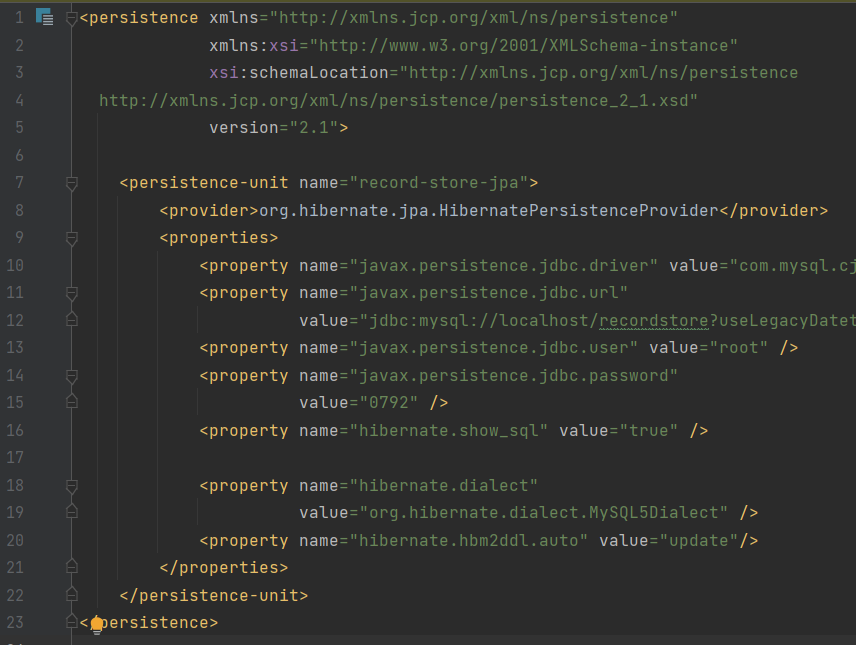 1 <persistence xmlns="http://xmlns.jcp.org/xml/ns/persistence"
2 xmlns:xsi="http://www.w3.org/2001/XMLSchema-instance"
3 xsi:schemaLocation="http://xmlns.jcp.org/xml/ns/persistence
4 http://xmlns.jcp.org/xml/ns/persistence/persistence_2_1.xsd"
5 version="2.1">
6
7 <persistence-unit name="record-store-jpa">
8 <provider>org.hibernate.jpa.HibernatePersistenceProvider</provider>
9 <properties>
10 <property name="javax.persistence.jdbc.driver" value="com.mysql.cj
11 <property name="javax.persistence.jdbc.url"
12 value="jdbc:mysql://localhost/recordstore?useLegacyDatet
13 <property name="javax.persistence.jdbc.user" value="root" />
14 <property name="javax.persistence.jdbc.password"
15 value="0792" />
16 <property name="hibernate.show_sql" value="true" />
17
18 <property name="hibernate.dialect"
19 value="org.hibernate.dialect.MySQL5Dialect" />
20 <property name="hibernate.hbm2ddl.auto" value="update"/>
21 </properties>
22 </persistence-unit>
23 </persistence>